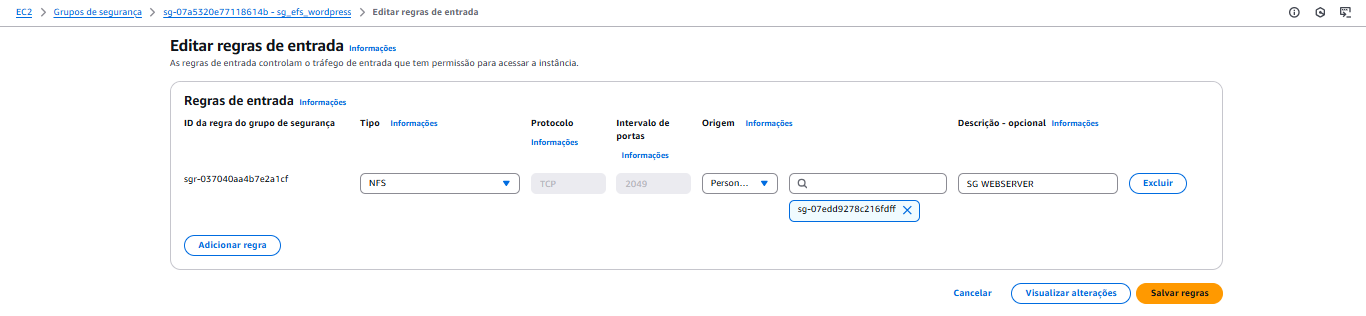 EC2 > Grupos de segurança > sg-07a5320e77118614b - sg_efs_wordpress > Editar regras de entrada
Editar regras de entrada Informações
As regras de entrada controlam o tráfego de entrada que tem permissão para acessar a instância.
Regras de entrada Informações
ID da regra do grupo de segurança Tipo Informações Protocolo Intervalo de Origem Informações Descrição - opcional Informações
Informações portas
Informações
sgr-037040aa4b7e2a1cf NFS TCP 2049 Person... SG WEBSERVER Excluir
sg-07edd9278c216fdff
Adicionar regra
Cancelar Visualizar alterações Salvar regras